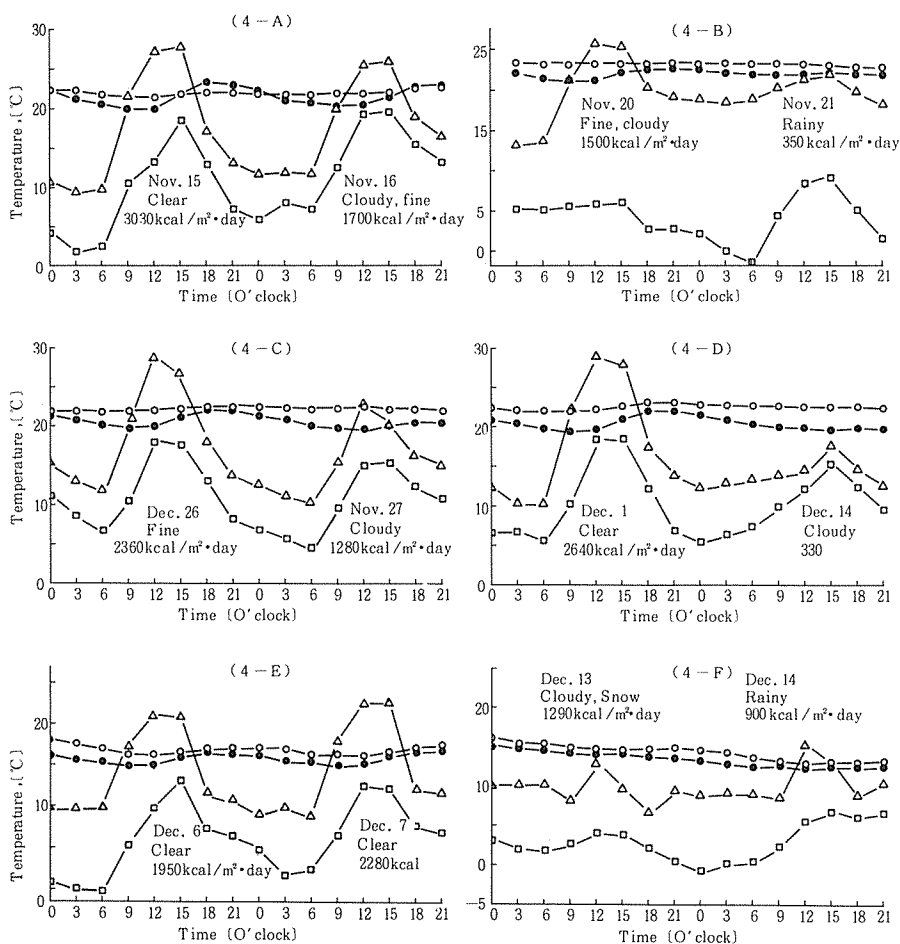 (4-A)
30
20
10
0
Temperature, [℃]
Nov. 15
Clear
3030kcal/m²•day
Nov. 16
Cloudy, fine
1700kcal/m²•day
0 3 6 9 12 15 18 21 0 3 6 9 12 15 18 21
Time [O'clock]
(4-B)
25
15
5
0
Nov. 20
Fine, cloudy
1500kcal/m²•day
Nov. 21
Rainy
350kcal/m²•day
0 3 6 9 12 15 18 21 0 3 6 9 12 15 18 21
Time [O'clock]
(4-C)
30
20
10
0
Temperature, [℃]
Dec. 26
Fine
2360kcal/m²•day
Nov. 27
Cloudy
1280kcal/m²•day
0 3 6 9 12 15 18 21 0 3 6 9 12 15 18 21
Time [O'clock]
(4-D)
30
20
10
0
Dec. 1
Clear
2640kcal/m²•day
Dec. 14
Cloudy
330
0 3 6 9 12 15 18 21 0 3 6 9 12 15 18 21
Time [O'clock]
(4-E)
20
10
0
Temperature, [℃]
Dec. 6
Clear
1950kcal/m²•day
Dec. 7
Clear
2280kcal
0 3 6 9 12 15 18 21 0 3 6 9 12 15 18 21
Time [O'clock]
(4-F)
25
20
15
10
5
0
-5
Dec. 13
Cloudy, Snow
1290kcal/m²•day
Dec. 14
Rainy
900kcal/m²•day
0 3 6 9 12 15 18 21 0 3 6 9 12 15 18 21
Time [O'clock]